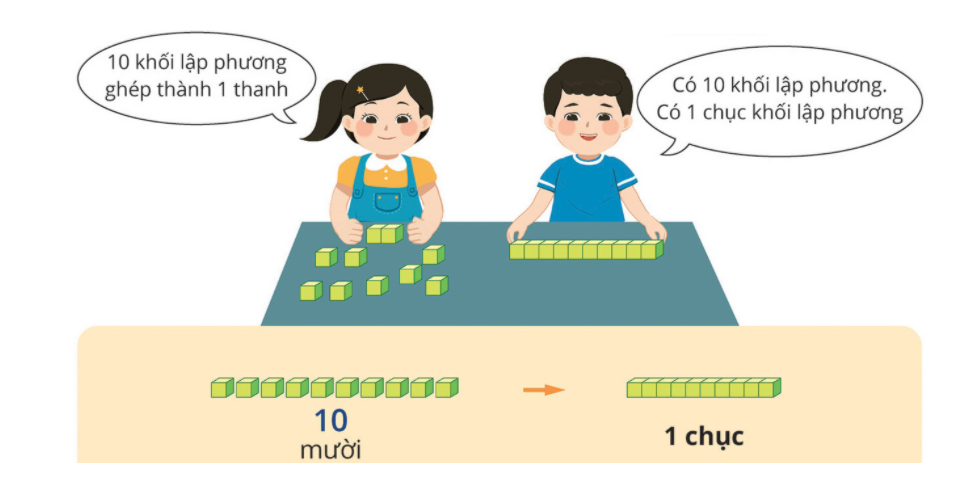 10 khối lập phương
ghép thành 1 thanh
Có 10 khối lập phương.
Có 1 chục khối lập phương
10
mười
1 chục